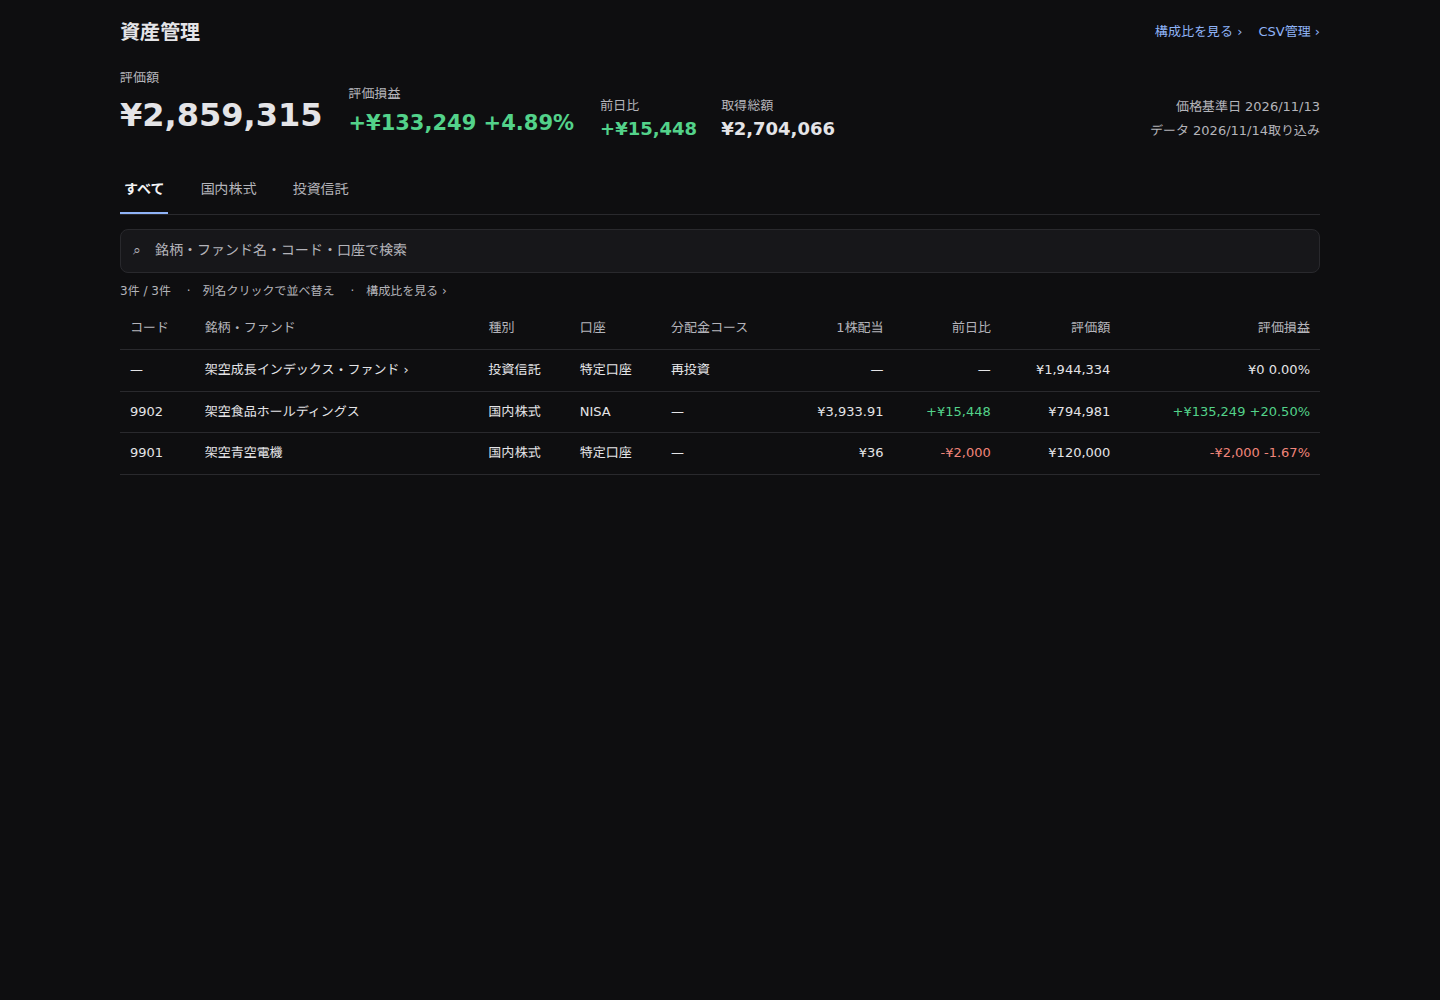 資産管理
構成比を見る › CSV管理 ›
評価額
¥2,859,315
評価損益
+¥133,249 +4.89%
前日比
+¥15,448
取得総額
¥2,704,066
価格基準日 2026/11/13
データ 2026/11/14取り込み
すべて 国内株式 投資信託
銘柄・ファンド名・コード・口座で検索
3件 / 3件 · 列名クリックで並べ替え · 構成比を見る ›
コード 銘柄・ファンド 種別 口座 分配金コース 1株配当 前日比 評価額 評価損益
— 架空成長インデックス・ファンド › 投資信託 特定口座 再投資 — — ¥1,944,334 ¥0 0.00%
9902 架空食品ホールディングス 国内株式 NISA — ¥3,933.91 +¥15,448 ¥794,981 +¥135,249 +20.50%
9901 架空青空電機 国内株式 特定口座 — ¥36 -¥2,000 ¥120,000 -¥2,000 -1.67%